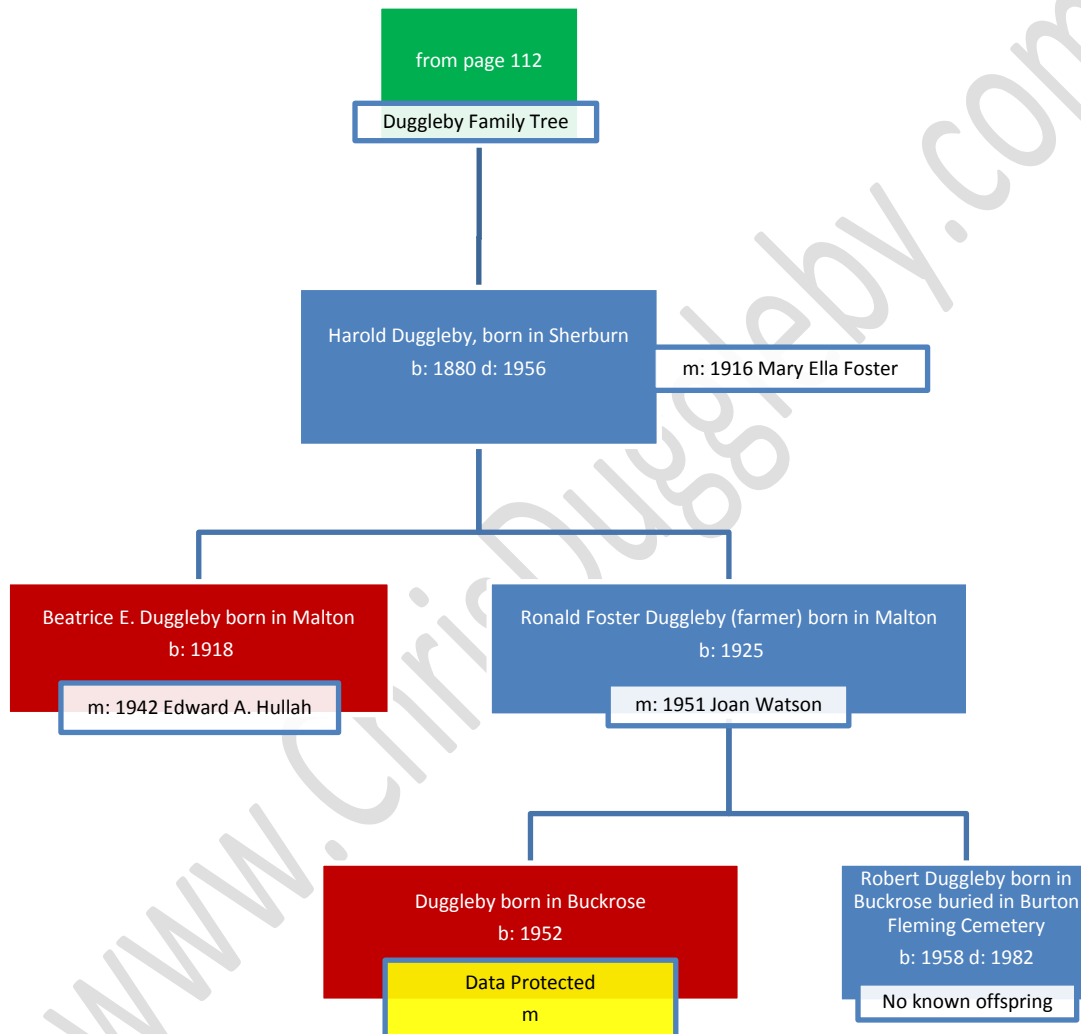 from page 112
Duggleby Family Tree
Harold Duggleby, born in Sherburn
b: 1880 d: 1956
m: 1916 Mary Ella Foster
Beatrice E. Duggleby born in Malton
b: 1918
m: 1942 Edward A. Hullah
Ronald Foster Duggleby (farmer) born in Malton
b: 1925
m: 1951 Joan Watson
Duggleby born in Buckrose
b: 1952
Data Protected
m
Robert Duggleby born in
Buckrose buried in Burton
Fleming Cemetery
b: 1958 d: 1982
No known offspring
www.ChrisDuggleby.com